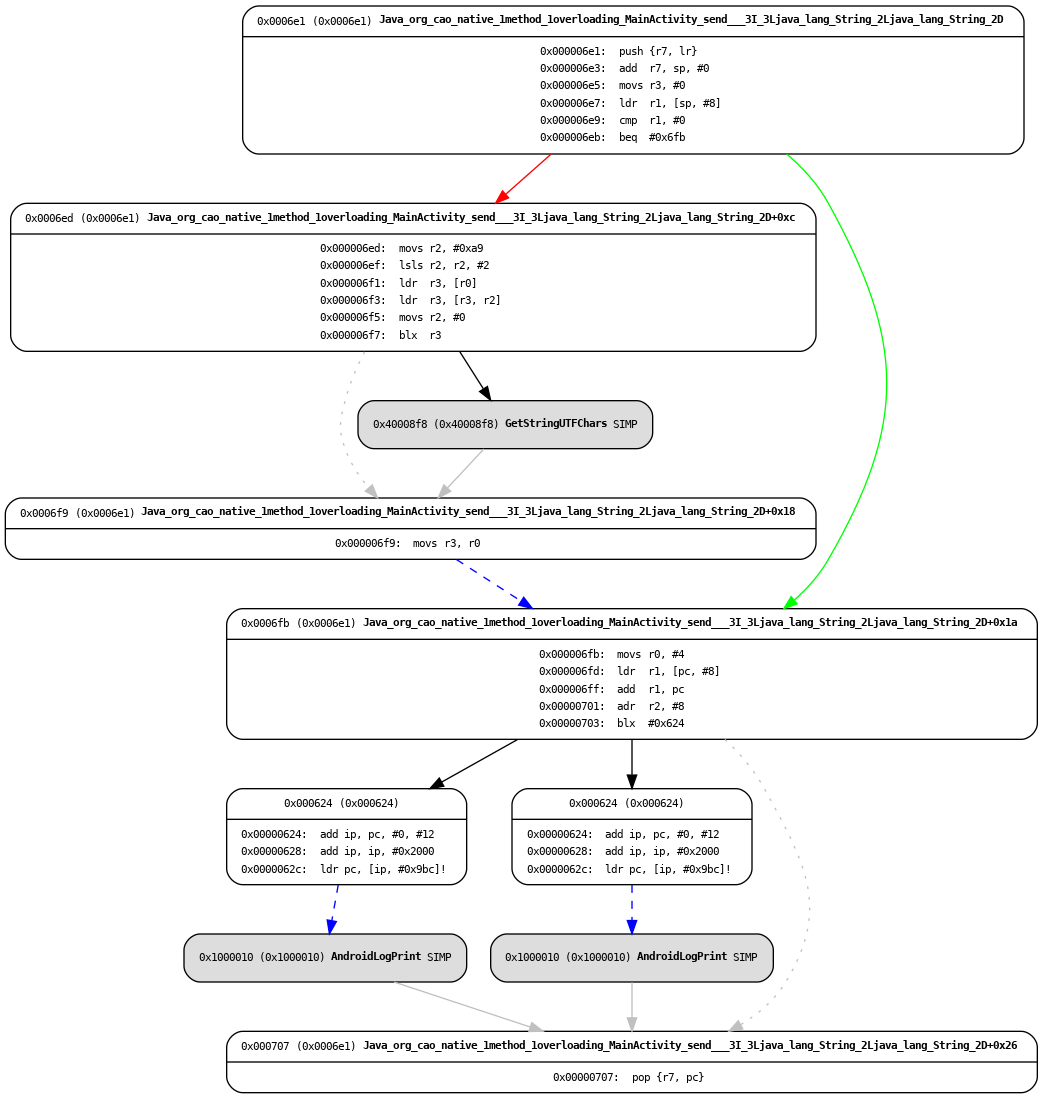 0x0006e1 (0x0006e1) Java_org_cao_native_1method_1overloading_MainActivity_send___3I_3Ljava_lang_String_2Ljava_lang_String_2D
0x000006e1: push {r7, lr}
0x000006e3: add r7, sp, #0
0x000006e5: movs r3, #0
0x000006e7: ldr r1, [sp, #8]
0x000006e9: cmp r1, #0
0x000006eb: beq #0x6fb
0x0006ed (0x0006e1) Java_org_cao_native_1method_1overloading_MainActivity_send___3I_3Ljava_lang_String_2Ljava_lang_String_2D+0xc
0x000006ed: movs r2, #0xa9
0x000006ef: lsls r2, r2, #2
0x000006f1: ldr r3, [r0]
0x000006f3: ldr r3, [r3, r2]
0x000006f5: movs r2, #0
0x000006f7: blx r3
0x40008f8 (0x40008f8) GetStringUTFChars SIMP
0x0006f9 (0x0006e1) Java_org_cao_native_1method_1overloading_MainActivity_send___3I_3Ljava_lang_String_2Ljava_lang_String_2D+0x18
0x000006f9: movs r3, r0
0x0006fb (0x0006e1) Java_org_cao_native_1method_1overloading_MainActivity_send___3I_3Ljava_lang_String_2Ljava_lang_String_2D+0x1a
0x000006fb: movs r0, #4
0x000006fd: ldr r1, [pc, #8]
0x000006ff: add r1, pc
0x00000701: adr r2, #8
0x00000703: blx #0x624
0x000624 (0x000624)
0x00000624: add ip, pc, #0, #12
0x00000628: add ip, ip, #0x2000
0x0000062c: ldr pc, [ip, #0x9bc]!
0x000624 (0x000624)
0x00000624: add ip, pc, #0, #12
0x00000628: add ip, ip, #0x2000
0x0000062c: ldr pc, [ip, #0x9bc]!
0x1000010 (0x1000010) AndroidLogPrint SIMP
0x1000010 (0x1000010) AndroidLogPrint SIMP
0x000707 (0x0006e1) Java_org_cao_native_1method_1overloading_MainActivity_send___3I_3Ljava_lang_String_2Ljava_lang_String_2D+0x26
0x00000707: pop {r7, pc}